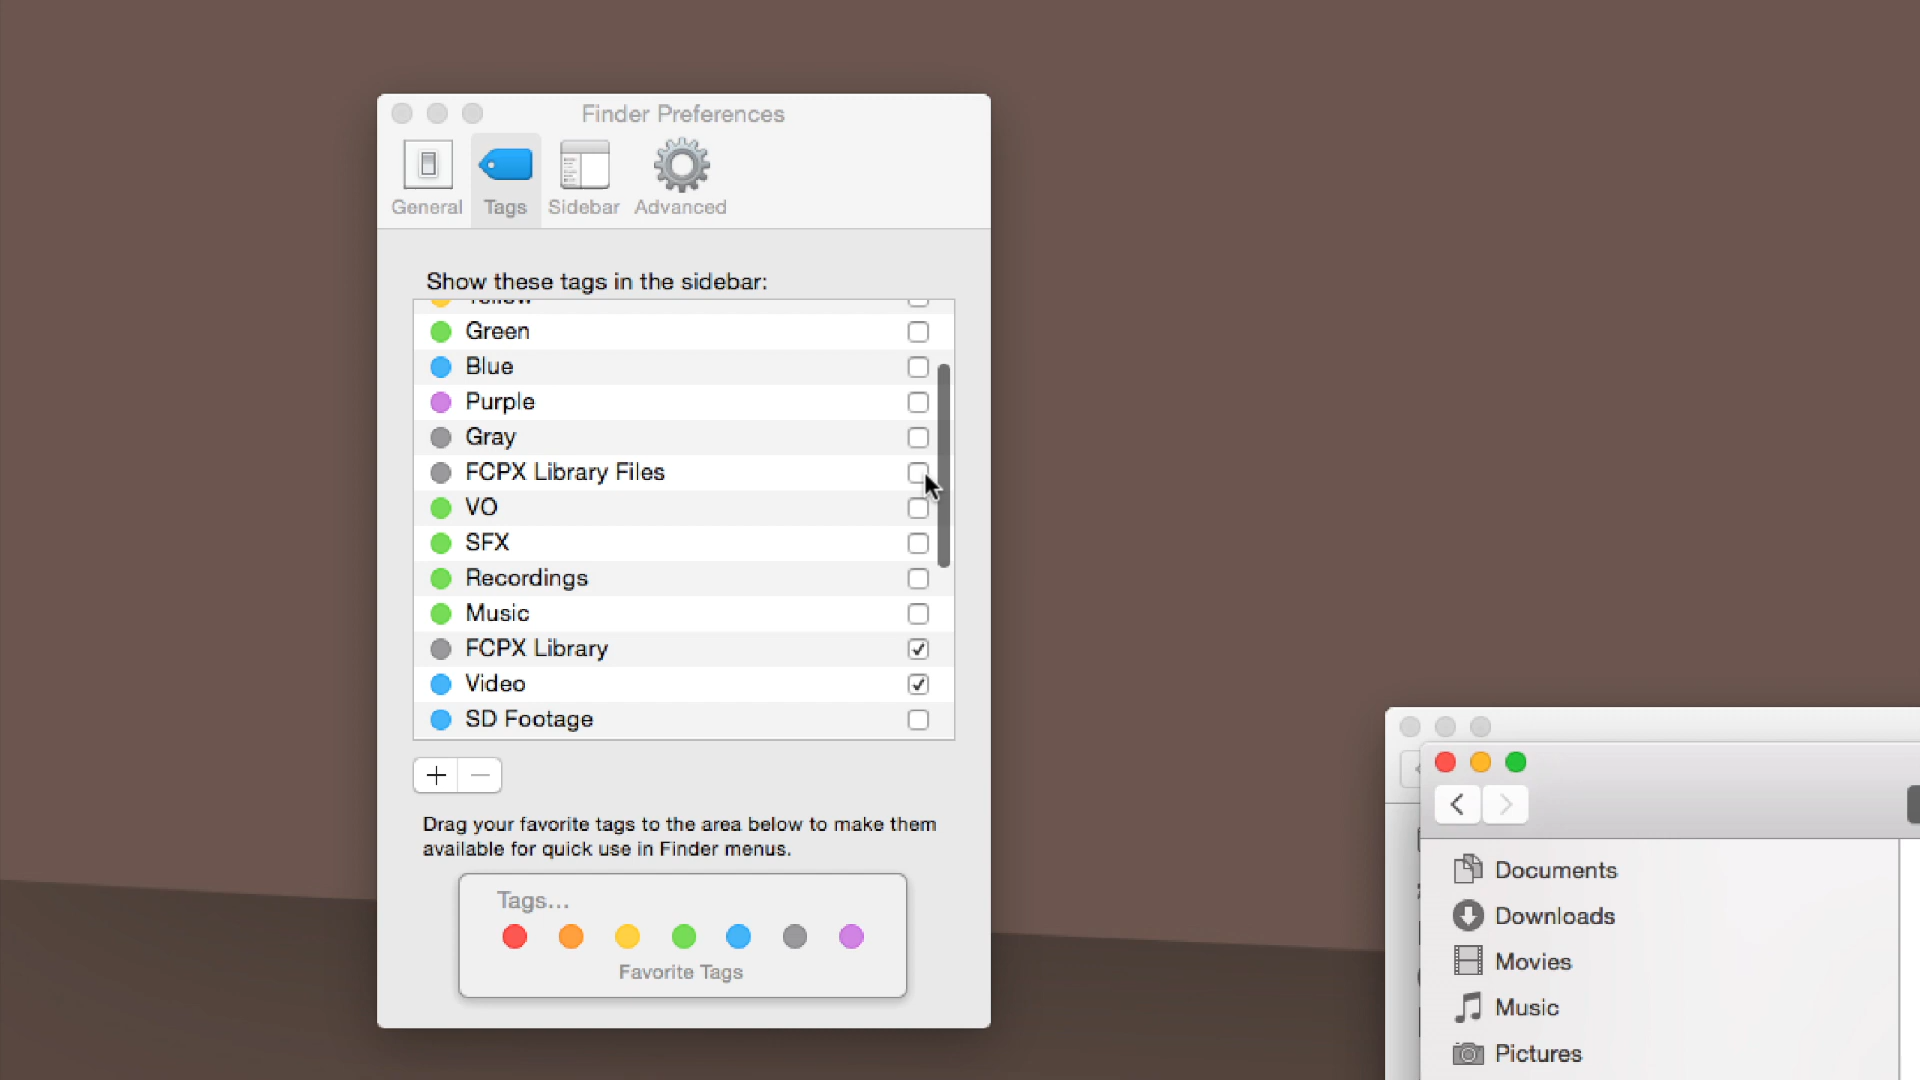 Finder Preferences
General Tags Sidebar Advanced
Show these tags in the sidebar:
Yellow
Green
Blue
Purple
Gray
FCPX Library Files
VO
SFX
Recordings
Music
FCPX Library
Video
SD Footage
Drag your favorite tags to the area below to make them
available for quick use in Finder menus.
Tags...
Favorite Tags
Documents
Downloads
Movies
Music
Pictures